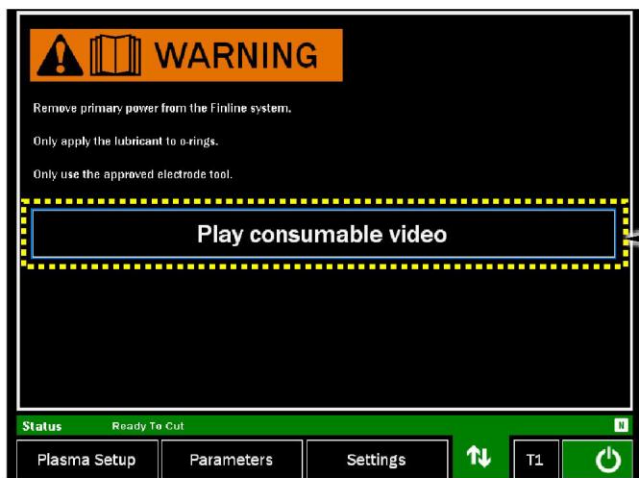 WARNING
Remove primary power from the Finline system.
Only apply the lubricant to o-rings.
Only use the approved electrode tool.
Play consumable video
Status Ready To Cut N
Plasma Setup Parameters Settings T1